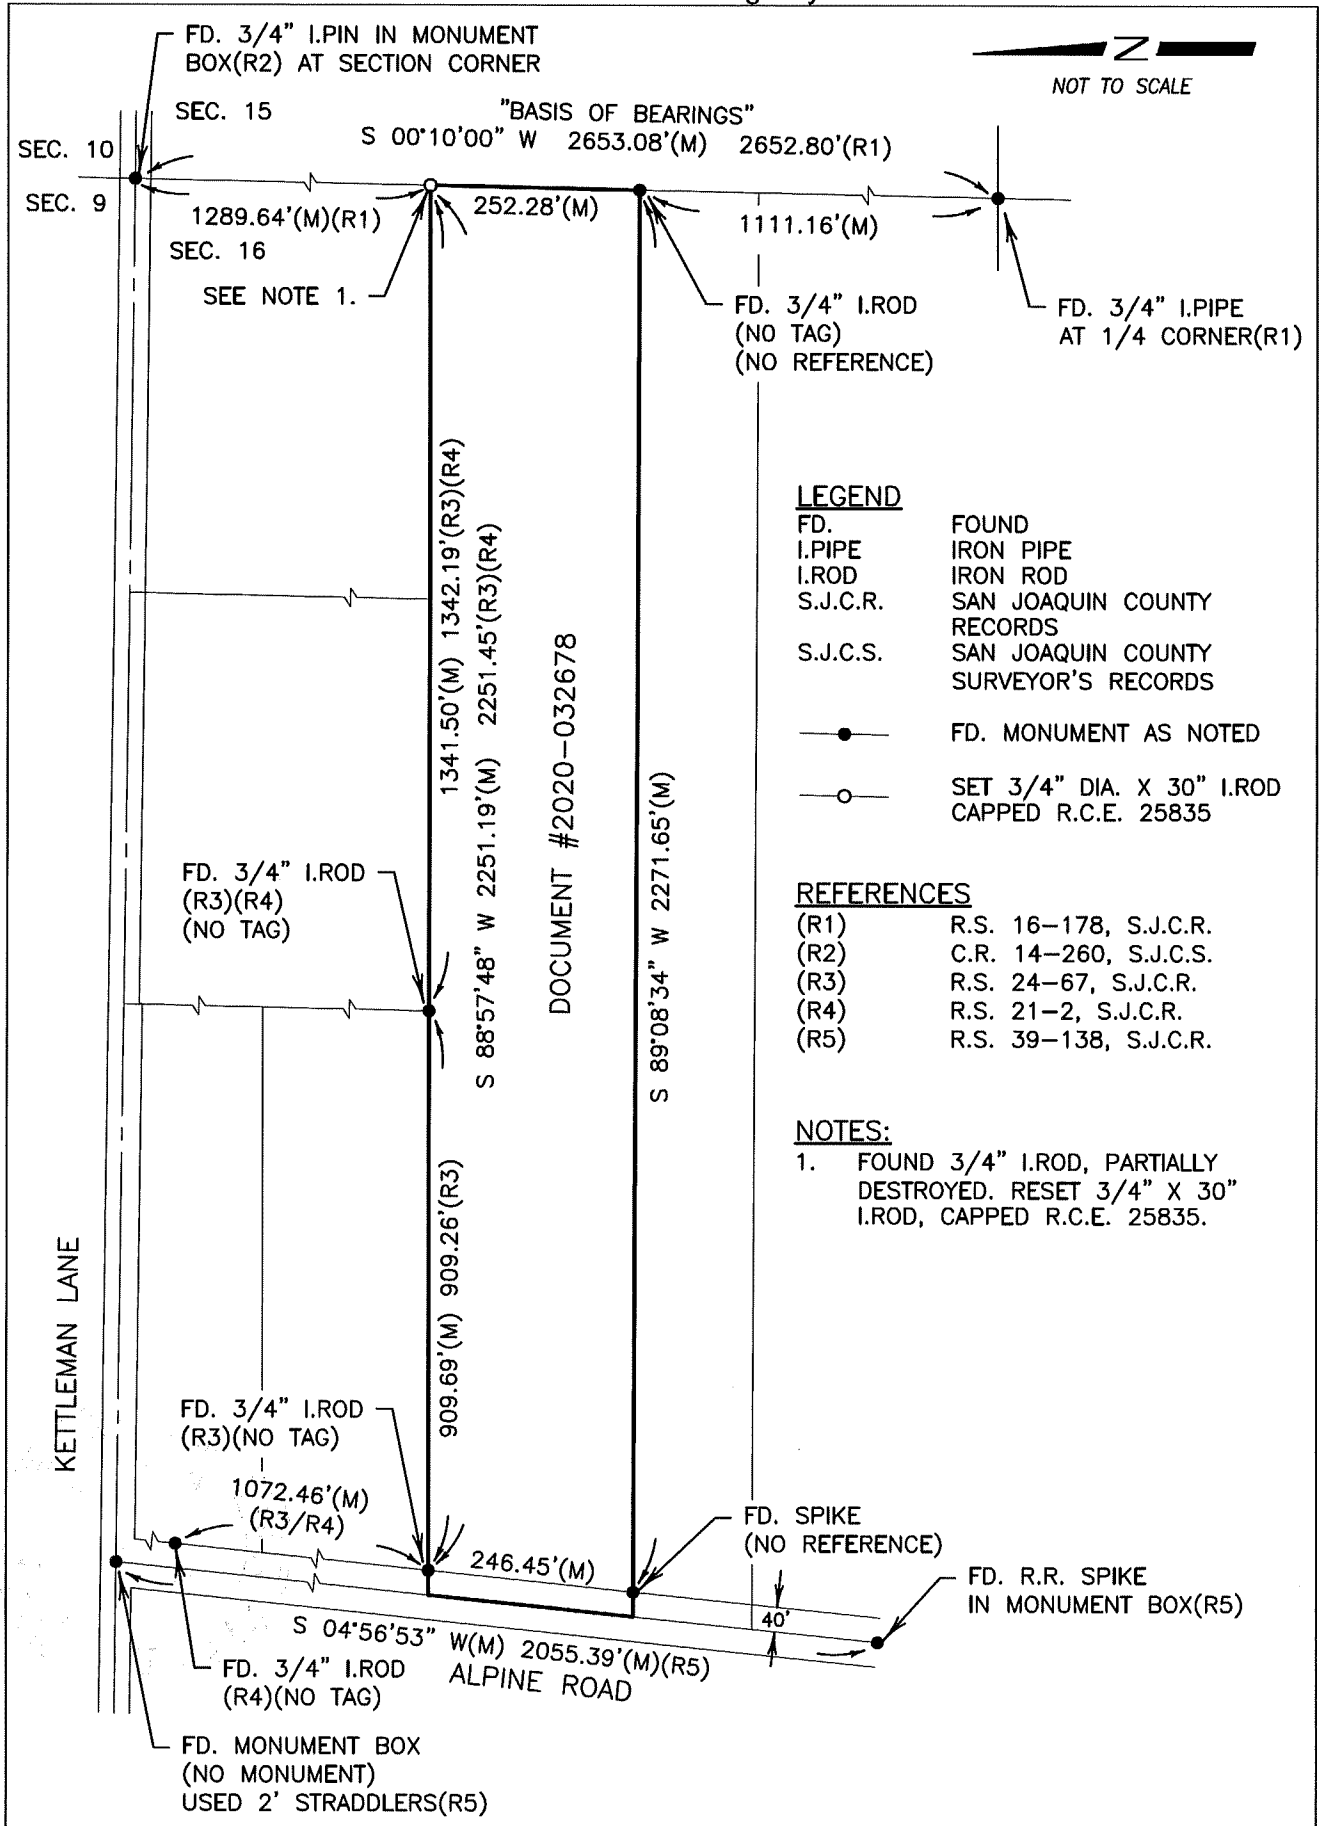 FD. 3/4" I.PIN IN MONUMENT
BOX(R2) AT SECTION CORNER
N
NOT TO SCALE
SEC. 15
"BASIS OF BEARINGS"
S 00°10'00" W 2653.08'(M) 2652.80'(R1)
SEC. 10
SEC. 9
1289.64'(M)(R1)
252.28'(M)
1111.16'(M)
SEC. 16
SEE NOTE 1.
FD. 3/4" I.ROD
(NO TAG)
(NO REFERENCE)
FD. 3/4" I.PIPE
AT 1/4 CORNER(R1)
1341.50'(M) 1342.19'(R3)(R4)
S 88°57'48" W 2251.19'(M) 2251.45'(R3)(R4)
DOCUMENT #2020-032678
S 89°08'34" W 2271.65'(M)
LEGEND
FD. FOUND
I.PIPE IRON PIPE
I.ROD IRON ROD
S.J.C.R. SAN JOAQUIN COUNTY
RECORDS
S.J.C.S. SAN JOAQUIN COUNTY
SURVEYOR'S RECORDS
FD. MONUMENT AS NOTED
SET 3/4" DIA. X 30" I.ROD
CAPPED R.C.E. 25835
FD. 3/4" I.ROD
(R3)(R4)
(NO TAG)
REFERENCES
(R1) R.S. 16-178, S.J.C.R.
(R2) C.R. 14-260, S.J.C.S.
(R3) R.S. 24-67, S.J.C.R.
(R4) R.S. 21-2, S.J.C.R.
(R5) R.S. 39-138, S.J.C.R.
NOTES:
1. FOUND 3/4" I.ROD, PARTIALLY
DESTROYED. RESET 3/4" X 30"
I.ROD, CAPPED R.C.E. 25835.
909.69'(M) 909.26'(R3)
KETTLEMAN LANE
FD. 3/4" I.ROD
(R3)(NO TAG)
1072.46'(M)
(R3/R4)
246.45'(M)
FD. SPIKE
(NO REFERENCE)
FD. R.R. SPIKE
IN MONUMENT BOX(R5)
40'
S 04°56'53" W(M) 2055.39'(M)(R5)
ALPINE ROAD
FD. 3/4" I.ROD
(R4)(NO TAG)
FD. MONUMENT BOX
(NO MONUMENT)
USED 2' STRADDLERS(R5)